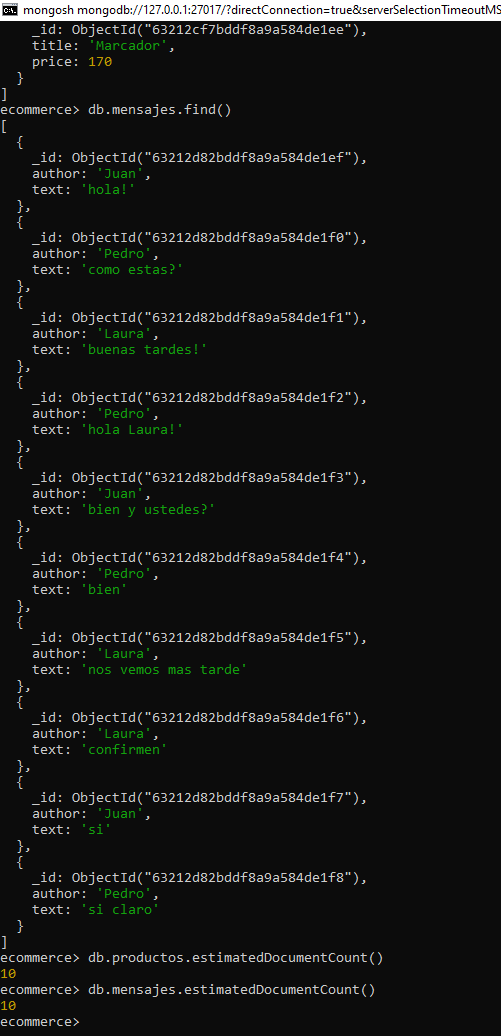 mongosh mongodb://127.0.0.1:27017/?directConnection=true&serverSelectionTimeoutMS
_id: ObjectId("63212cf7bddf8a9a584de1ee"),
title: 'Marcador',
price: 170
}
]
ecommerce> db.mensajes.find()
[
{
_id: ObjectId("63212d82bddf8a9a584de1ef"),
author: 'Juan',
text: 'hola!'
},
{
_id: ObjectId("63212d82bddf8a9a584de1f0"),
author: 'Pedro',
text: 'como estas?'
},
{
_id: ObjectId("63212d82bddf8a9a584de1f1"),
author: 'Laura',
text: 'buenas tardes!'
},
{
_id: ObjectId("63212d82bddf8a9a584de1f2"),
author: 'Pedro',
text: 'hola Laura!'
},
{
_id: ObjectId("63212d82bddf8a9a584de1f3"),
author: 'Juan',
text: 'bien y ustedes?'
},
{
_id: ObjectId("63212d82bddf8a9a584de1f4"),
author: 'Pedro',
text: 'bien'
},
{
_id: ObjectId("63212d82bddf8a9a584de1f5"),
author: 'Laura',
text: 'nos vemos mas tarde'
},
{
_id: ObjectId("63212d82bddf8a9a584de1f6"),
author: 'Laura',
text: 'confirmen'
},
{
_id: ObjectId("63212d82bddf8a9a584de1f7"),
author: 'Juan',
text: 'si'
},
{
_id: ObjectId("63212d82bddf8a9a584de1f8"),
author: 'Pedro',
text: 'si claro'
}
]
ecommerce> db.productos.estimatedDocumentCount()
10
ecommerce> db.mensajes.estimatedDocumentCount()
10
ecommerce>